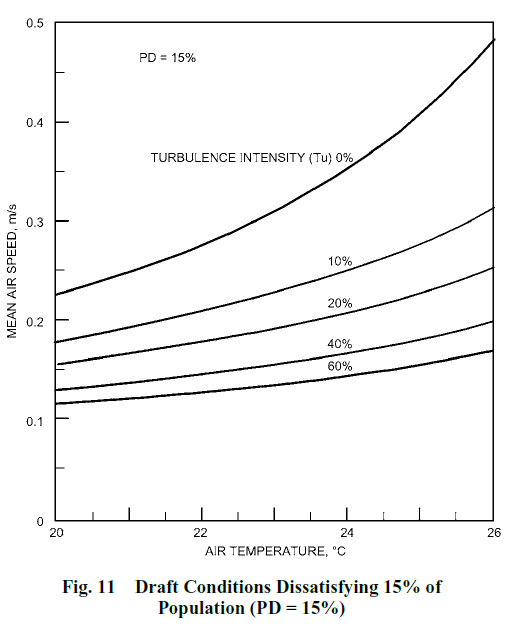 0.5
PD = 15%
0.4
TURBULENCE INTENSITY (Tu) 0%
0.3
10%
20%
0.2
40%
60%
0.1
0
MEAN AIR SPEED, m/s
20 22 24 26
AIR TEMPERATURE, °C
Fig. 11 Draft Conditions Dissatisfying 15% of
Population (PD = 15%)